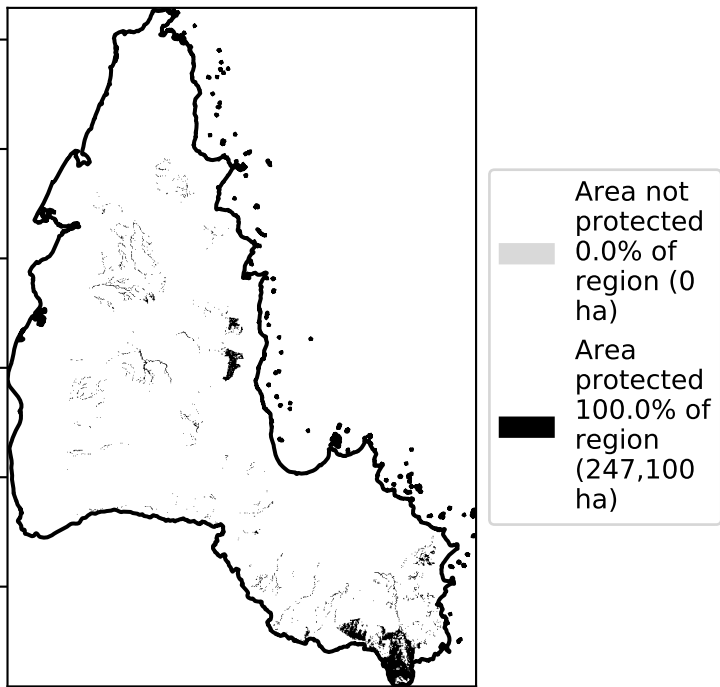 Area not
protected
0.0% of
region (0
ha)
Area
protected
100.0% of
region
(247,100
ha)